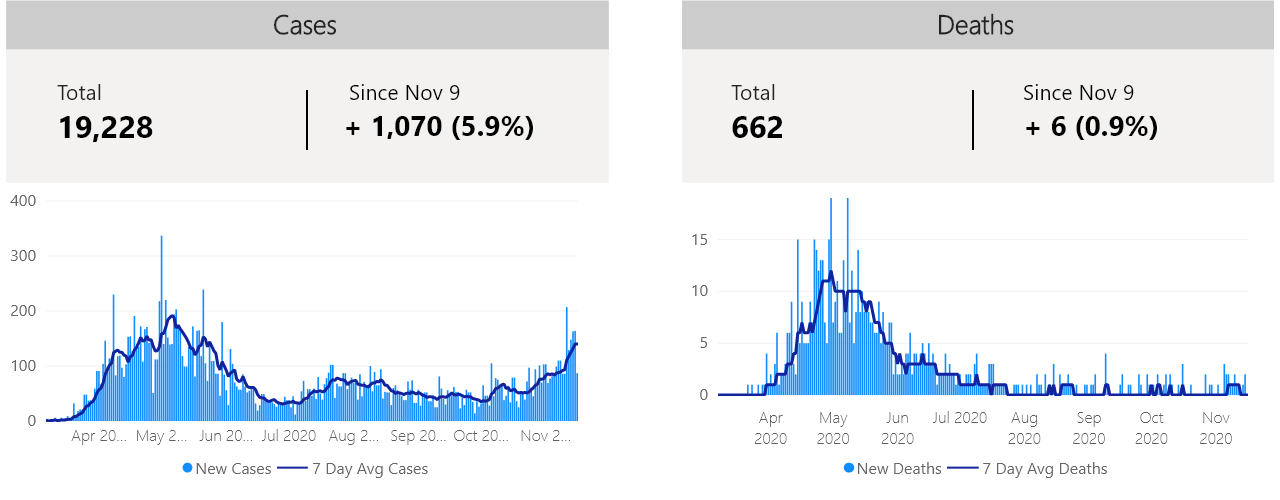 Cases
Total
Since Nov 9
19,228
+ 1,070 (5.9%)
400
300
200
100
0
Apr 20... May 2... Jun 20... Jul 2020 Aug 2... Sep 20... Oct 20... Nov 2...
New Cases 7 Day Avg Cases
Deaths
Total
Since Nov 9
662
+ 6 (0.9%)
15
10
5
0
Apr May Jun Jul 2020 Aug Sep Oct Nov
2020 2020 2020 2020 2020 2020 2020
New Deaths 7 Day Avg Deaths